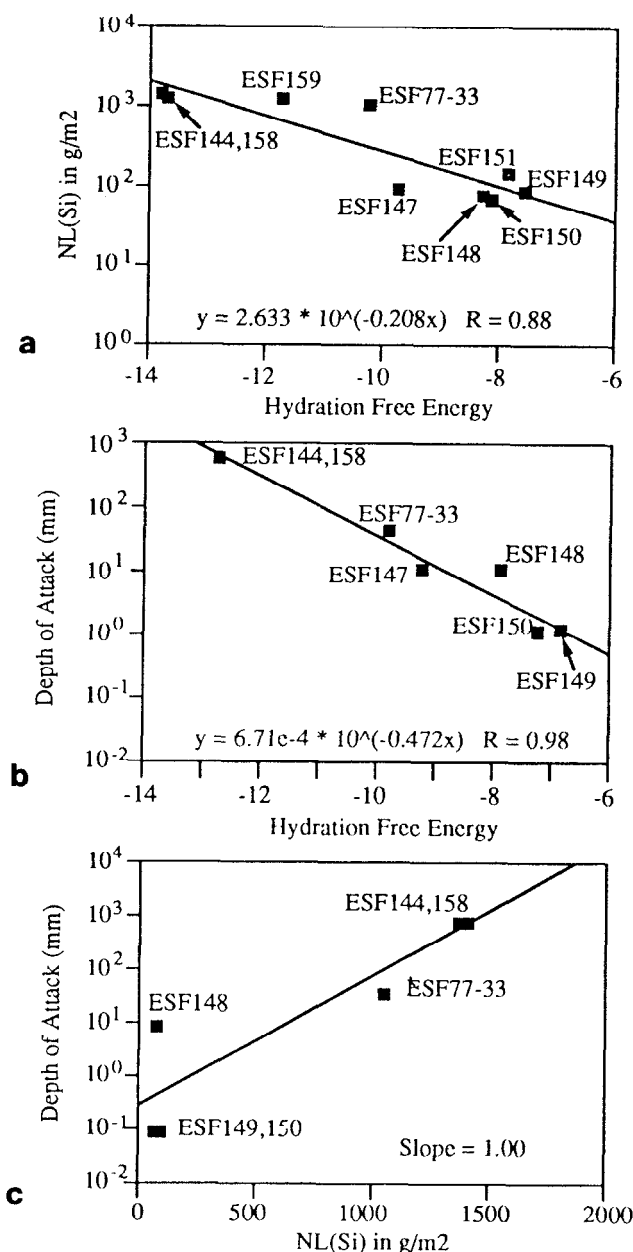 10^4
ESF159
ESF77-33
10^3
ESF144,158
ESF151
ESF149
10^2
ESF147
ESF148
ESF150
10^1
NL(Si) in g/m2
y = 2.633 * 10^(-0.208x) R = 0.88
10^0
a
-14 -12 -10 -8 -6
Hydration Free Energy
10^3
ESF144,158
10^2
ESF77-33
ESF148
10^1
ESF147
10^0
ESF150
ESF149
10^-1
Depth of Attack (mm)
y = 6.71e-4 * 10^(-0.472x) R = 0.98
10^-2
b
-14 -12 -10 -8 -6
Hydration Free Energy
10^4
ESF144,158
10^3
10^2
ESF77-33
ESF148
10^1
10^0
10^-1
ESF149,150
Slope = 1.00
Depth of Attack (mm)
10^-2
c
0 500 1000 1500 2000
NL(Si) in g/m2